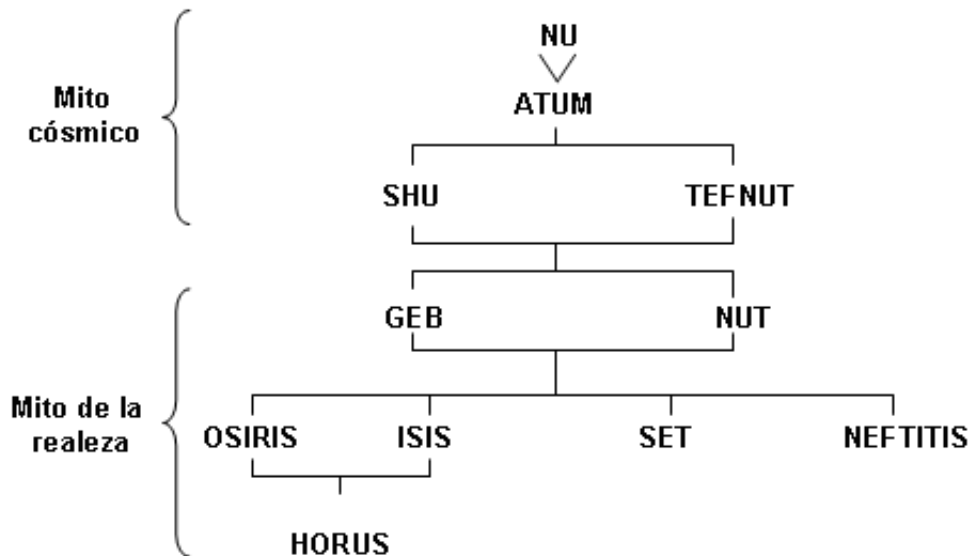 NU
ATUM
Mito
cósmico
SHU TEFNUT
GEB NUT
Mito de la
realeza
OSIRIS ISIS SET NEFTITIS
HORUS